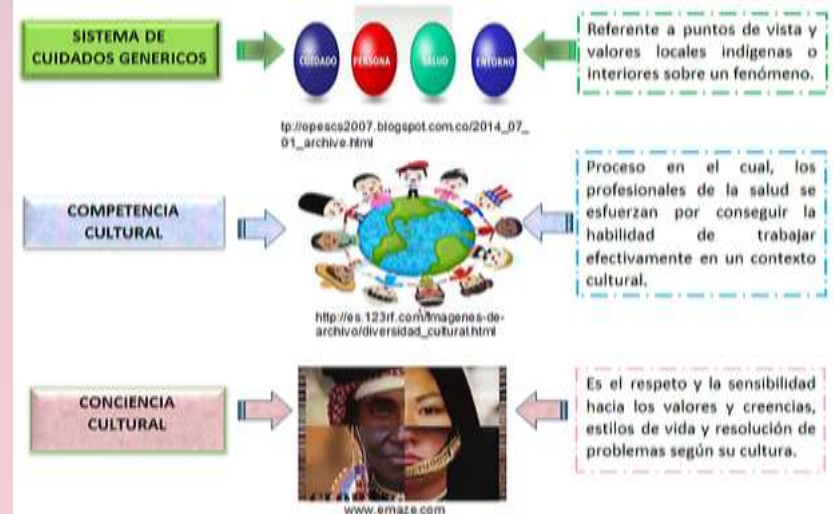 SISTEMA DE
CUIDADOS GENERICOS
CUIDADO
PERSONA
SALUD
ENTORNO
tp://opescs2007.blogspot.com.co/2014_07_
01_archive.html
Referente a puntos de vista y
valores locales indígenas o
interiores sobre un fenómeno.
COMPETENCIA
CULTURAL
http://es.123rf.com/imagenes-de-
archivo/diversidad_cultural.html
Proceso en el cual, los
profesionales de la salud se
esfuerzan por conseguir la
habilidad de trabajar
efectivamente en un contexto
cultural.
CONCIENCIA
CULTURAL
www.emaze.com
Es el respeto y la sensibilidad
hacia los valores y creencias,
estilos de vida y resolución de
problemas según su cultura.